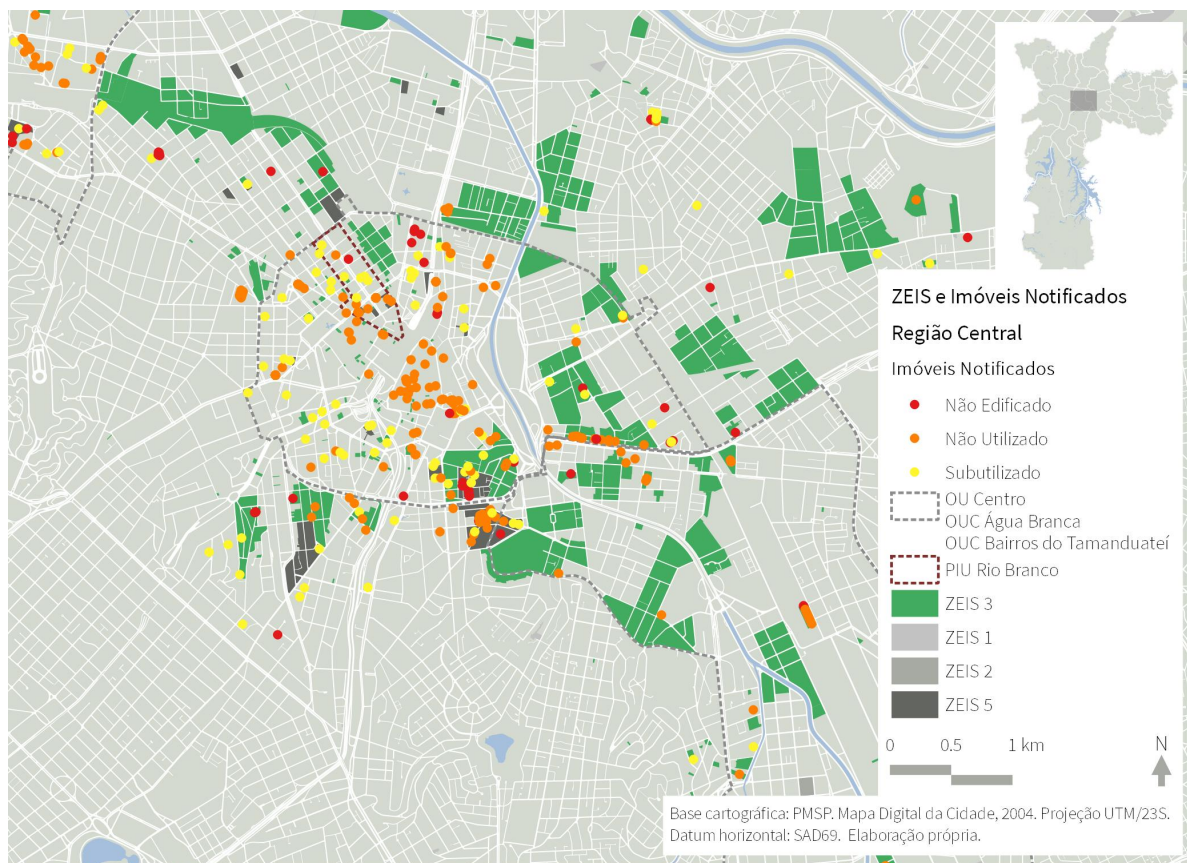 ZEIS e Imóveis Notificados
Região Central
Imóveis Notificados
Não Edificado
Não Utilizado
Subutilizado
OU Centro
OUC Água Branca
OUC Bairros do Tamanduateí
PIU Rio Branco
ZEIS 3
ZEIS 1
ZEIS 2
ZEIS 5
0 0.5 1 km
N
Base cartográfica: PMSP. Mapa Digital da Cidade, 2004. Projeção UTM/23S.
Datum horizontal: SAD69. Elaboração própria.